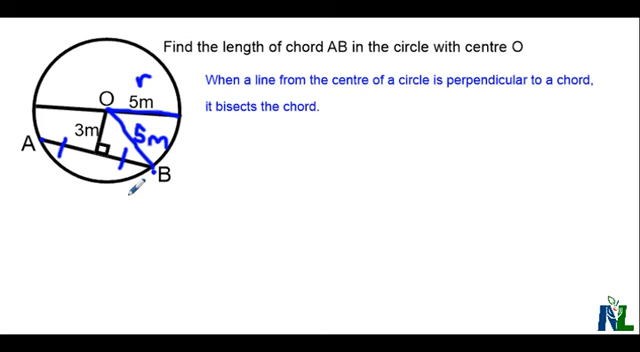 Find the length of chord AB in the circle with centre O
When a line from the centre of a circle is perpendicular to a chord,
it bisects the chord.
r
O 5m
3m 5m
A
B
NL